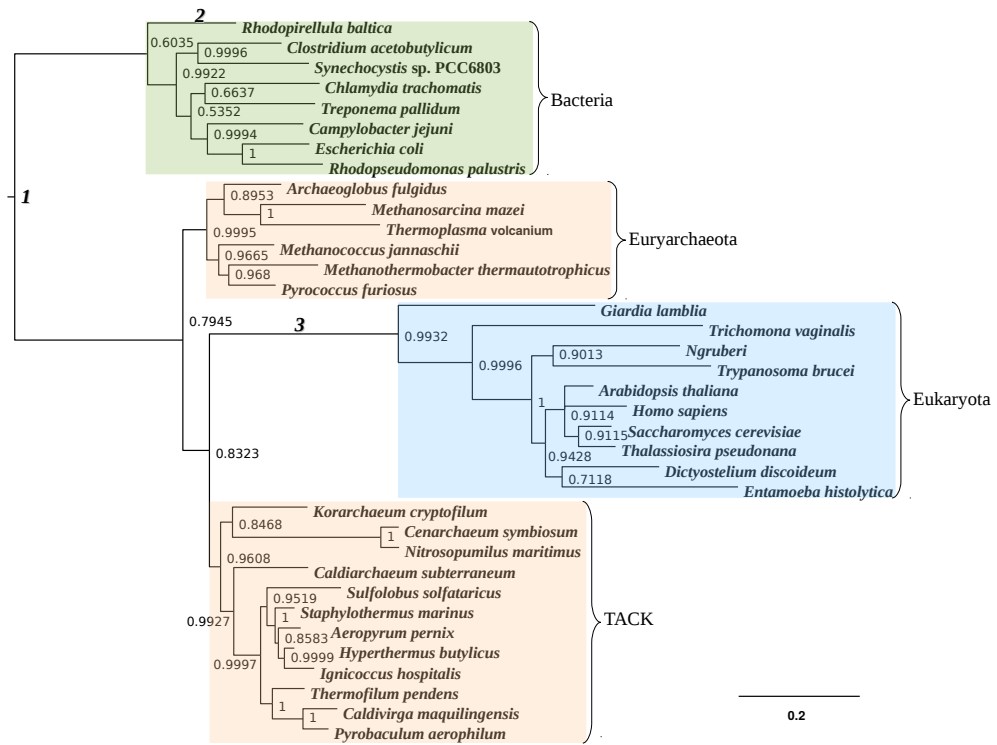 2
Rhodopirellula baltica
0.6035
Clostridium acetobutylicum
0.9996
Synechocystis sp. PCC6803
0.9922
Chlamydia trachomatis
0.6637
Bacteria
Treponema pallidum
0.5352
Campylobacter jejuni
0.9994
Escherichia coli
1
Rhodopseudomonas palustris
1
Archaeoglobus fulgidus
0.8953
Methanosarcina mazei
1
Thermoplasma volcanium
0.9995
Euryarchaeota
Methanococcus jannaschii
0.9665
Methanothermobacter thermautotrophicus
0.968
Pyrococcus furiosus
Giardia lamblia
0.7945
3
Trichomona vaginalis
0.9932
Ngruberi
0.9013
0.9996
Trypanosoma brucei
Arabidopsis thaliana
1
Eukaryota
Homo sapiens
0.9114
Saccharomyces cerevisiae
0.9115
Thalassiosira pseudonana
0.8323
0.9428
Dictyostelium discoideum
0.7118
Entamoeba histolytica
Korarchaeum cryptofilum
0.8468
Cenarchaeum symbiosum
1
Nitrosopumilus maritimus
0.9608
Caldiarchaeum subterraneum
Sulfolobus solfataricus
0.9519
Staphylothermus marinus
1
0.9927
TACK
Aeropyrum pernix
0.8583
Hyperthermus butylicus
0.9999
0.9997
Ignicoccus hospitalis
Thermofilum pendens
1
Caldivirga maquilingensis
1
Pyrobaculum aerophilum
0.2